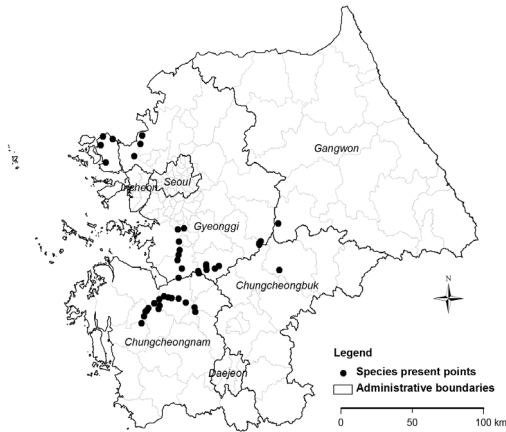 Gangwon
Seoul
Incheon
Gyeonggi
Chungcheongbuk
N
Chungcheongnam
Daejeon
Legend
Species present points
Administrative boundaries
0 50 100 km